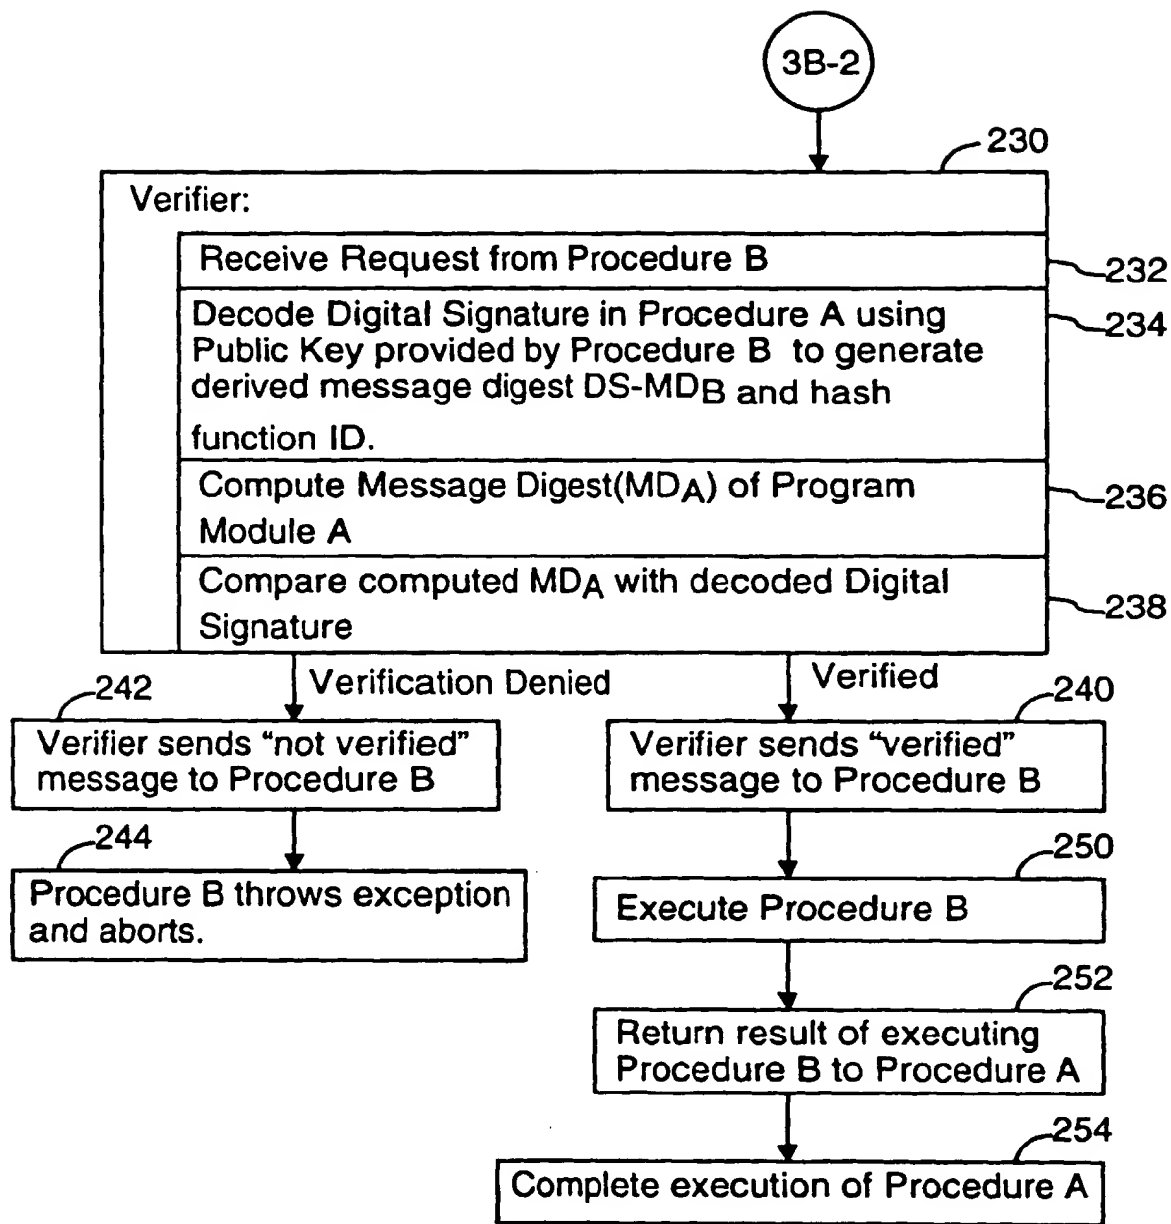 3B-2
230
Verifier:
Receive Request from Procedure B
232
Decode Digital Signature in Procedure A using
Public Key provided by Procedure B to generate
derived message digest DS-MDB and hash
function ID.
234
Compute Message Digest(MDA) of Program
Module A
236
Compare computed MDA with decoded Digital
Signature
238
Verification Denied
Verified
242
Verifier sends “not verified”
message to Procedure B
240
Verifier sends “verified”
message to Procedure B
244
Procedure B throws exception
and aborts.
250
Execute Procedure B
252
Return result of executing
Procedure B to Procedure A
254
Complete execution of Procedure A